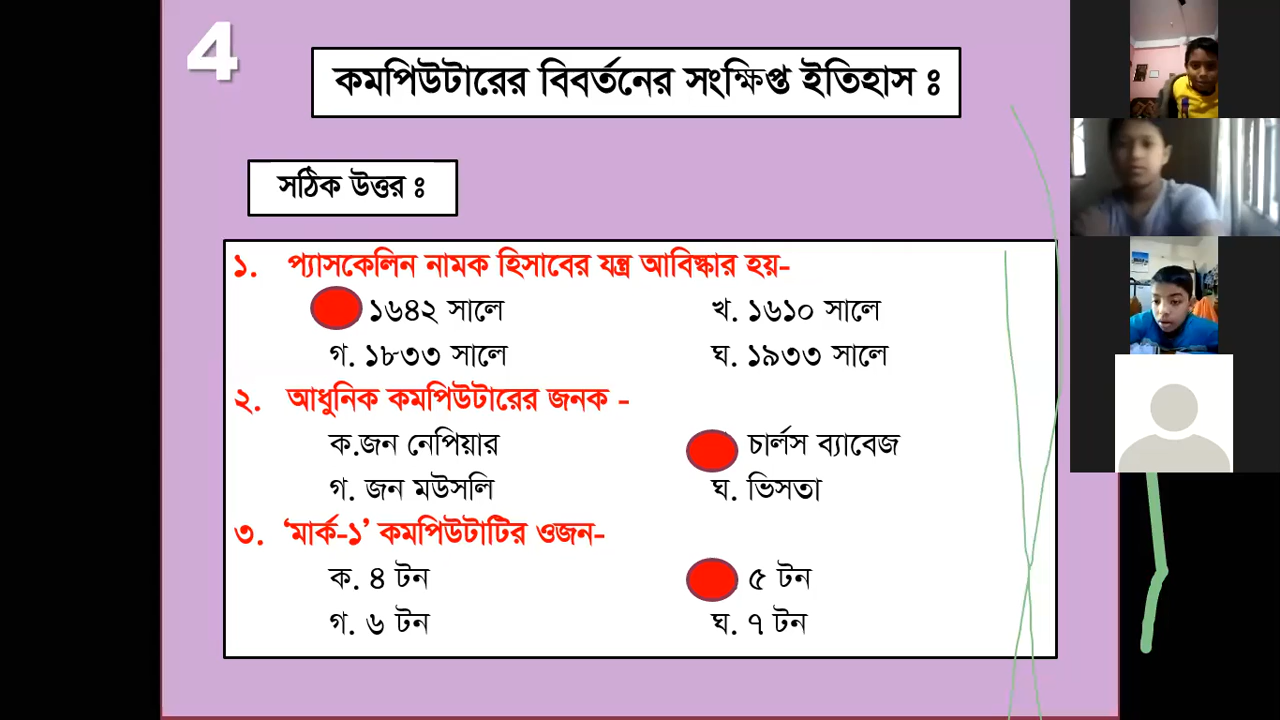 4
কমপিউটারের বিবর্তনের সংক্ষিপ্ত ইতিহাস ঃ
সঠিক উত্তর ঃ
১. প্যাসকেলিন নামক হিসাবের যন্ত্র আবিষ্কার হয়-
১৬৪২ সালে খ. ১৬১০ সালে
গ. ১৮৩৩ সালে ঘ. ১৯৩৩ সালে
২. আধুনিক কমপিউটারের জনক -
ক.জন নেপিয়ার চার্লস ব্যাবেজ
গ. জন মউসলি ঘ. ভিসতা
৩. ‘মার্ক-১’ কমপিউটাটির ওজন-
ক. ৪ টন ৫ টন
গ. ৬ টন ঘ. ৭ টন